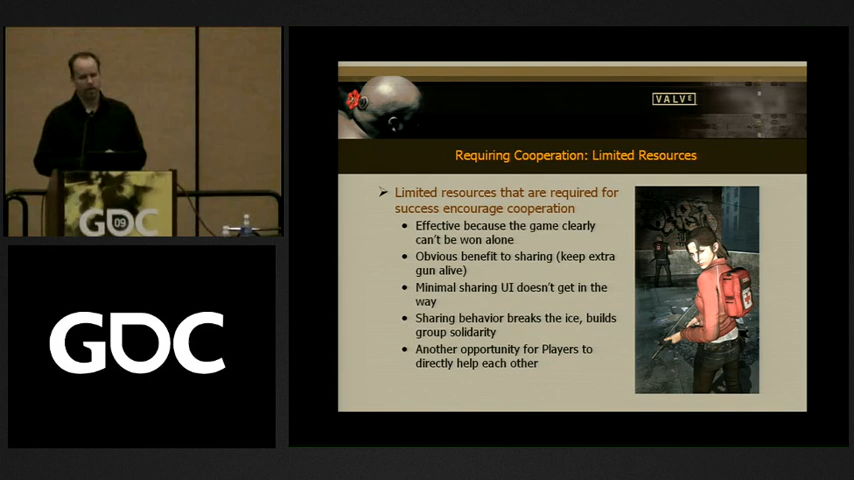 GDC
09
GDC
VALVE
Requiring Cooperation: Limited Resources
➢ Limited resources that are required for
success encourage cooperation
• Effective because the game clearly
can't be won alone
• Obvious benefit to sharing (keep extra
gun alive)
• Minimal sharing UI doesn't get in the
way
• Sharing behavior breaks the ice, builds
group solidarity
• Another opportunity for Players to
directly help each other